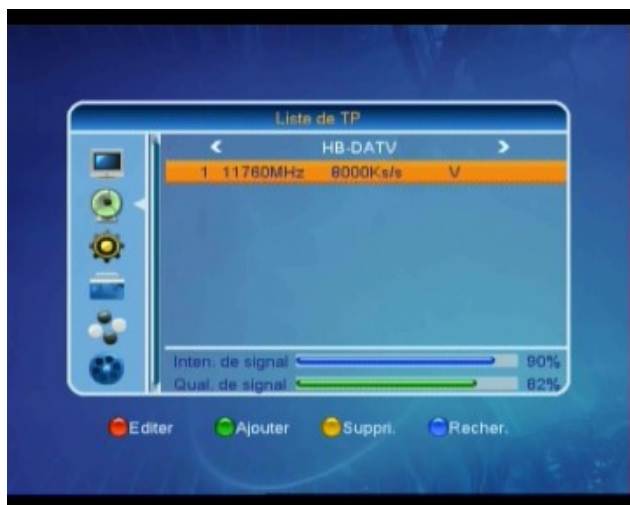 Liste de TP
HB-DATV
1 11760MHz 8000Ks/s V
Inten. de signal 90%
Qual. de signal 82%
Editer Ajouter Suppri. Recher.